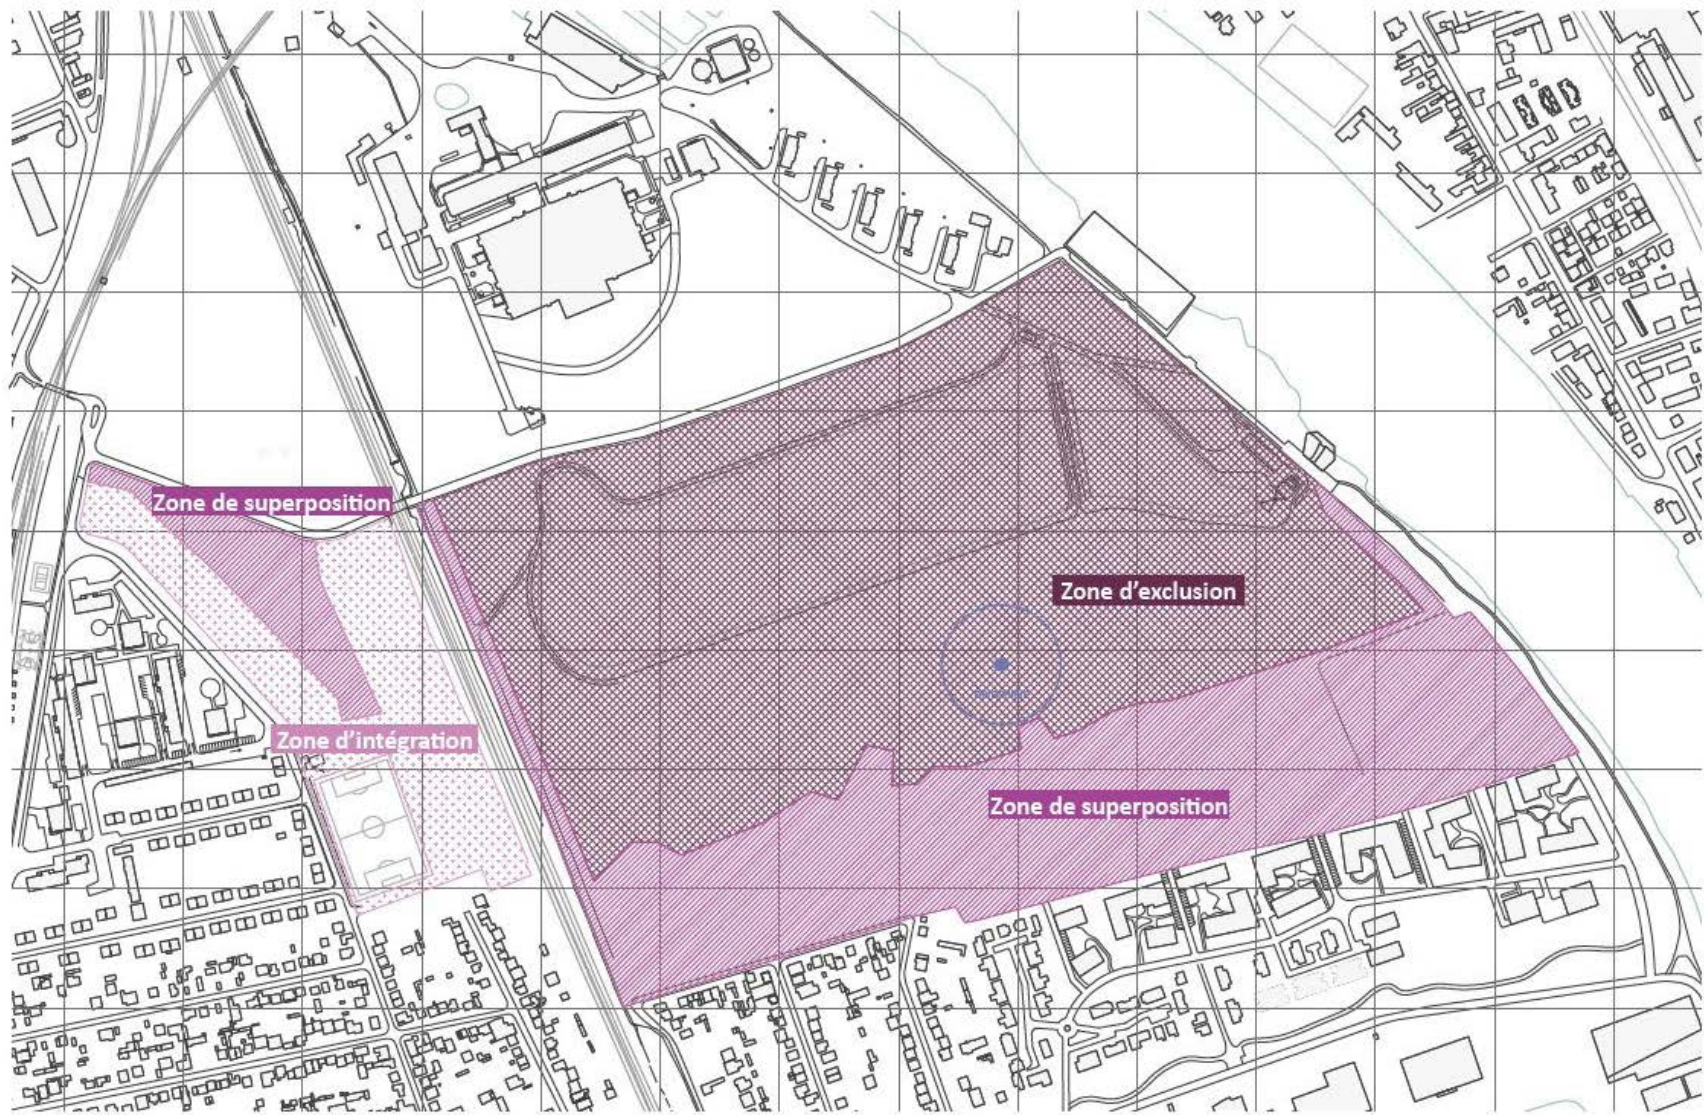 Zone de superposition
Zone d'exclusion
Zone d'intégration
Zone de superposition